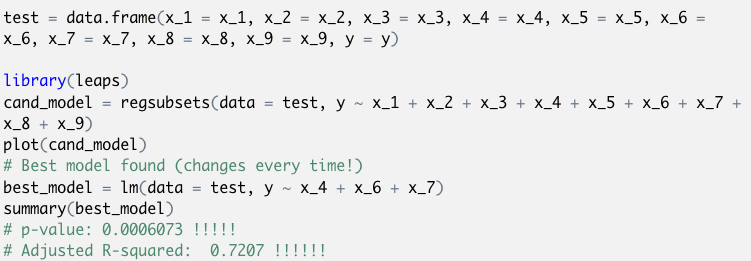 test = data.frame(x_1 = x_1, x_2 = x_2, x_3 = x_3, x_4 = x_4, x_5 = x_5, x_6 =
x_6, x_7 = x_7, x_8 = x_8, x_9 = x_9, y = y)
library(leaps)
cand_model = regsubsets(data = test, y ~ x_1 + x_2 + x_3 + x_4 + x_5 + x_6 + x_7 +
x_8 + x_9)
plot(cand_model)
# Best model found (changes every time!)
best_model = lm(data = test, y ~ x_4 + x_6 + x_7)
summary(best_model)
# p-value: 0.0006073 !!!!!
# Adjusted R-squared:  0.7207 !!!!!!